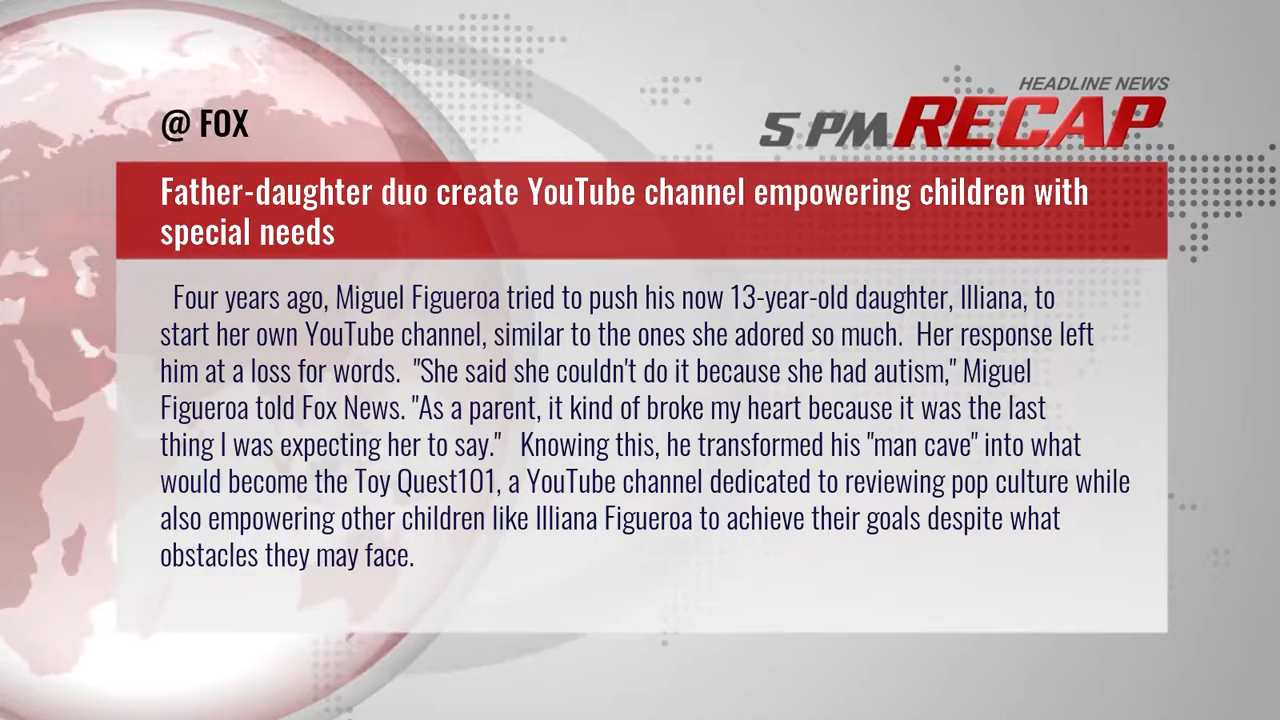 HEADLINE NEWS
@ FOX
5 PM RECAP
Father-daughter duo create YouTube channel empowering children with
special needs
Four years ago, Miguel Figueroa tried to push his now 13-year-old daughter, Illiana, to
start her own YouTube channel, similar to the ones she adored so much.  Her response left
him at a loss for words.  "She said she couldn't do it because she had autism," Miguel
Figueroa told Fox News. "As a parent, it kind of broke my heart because it was the last
thing I was expecting her to say."   Knowing this, he transformed his "man cave" into what
would become the Toy Quest101, a YouTube channel dedicated to reviewing pop culture while
also empowering other children like Illiana Figueroa to achieve their goals despite what
obstacles they may face.